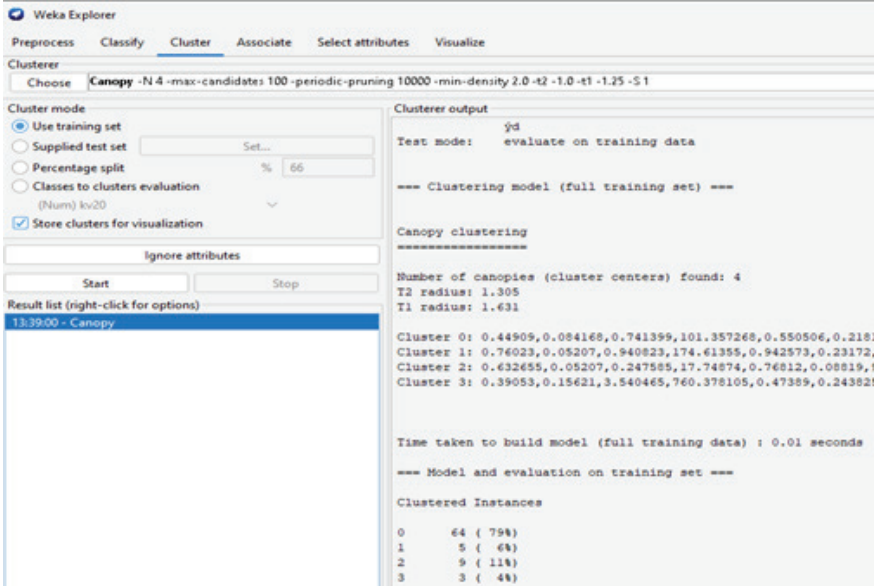 Weka Explorer
Preprocess Classify Cluster Associate Select attributes Visualize
Clusterer
Choose Canopy -N 4 -max-candidates 100 -periodic-pruning 10000 -min-density 2.0 -t2 -1.0 -t1 -1.25 -S 1
Cluster mode
Use training set
Supplied test set Set...
Percentage split % 66
Classes to clusters evaluation
(Num) kv20
Store clusters for visualization
Ignore attributes
Start Stop
Result list (right-click for options)
13:39:00 - Canopy
Clusterer output
ýd
Test mode: evaluate on training data
=== Clustering model (full training set) ===
Canopy clustering
=================
Number of canopies (cluster centers) found: 4
T2 radius: 1.305
T1 radius: 1.631
Cluster 0: 0.44909,0.084168,0.741399,101.357268,0.550506,0.218
Cluster 1: 0.76023,0.05207,0.940823,174.61355,0.942573,0.23172,
Cluster 2: 0.632655,0.05207,0.247585,17.74874,0.76812,0.08819,
Cluster 3: 0.39053,0.15621,3.540465,760.378105,0.47389,0.243825
Time taken to build model (full training data) : 0.01 seconds
=== Model and evaluation on training set ===
Clustered Instances
0 64 ( 79%)
1 5 ( 6%)
2 9 ( 11%)
3 3 ( 4%)